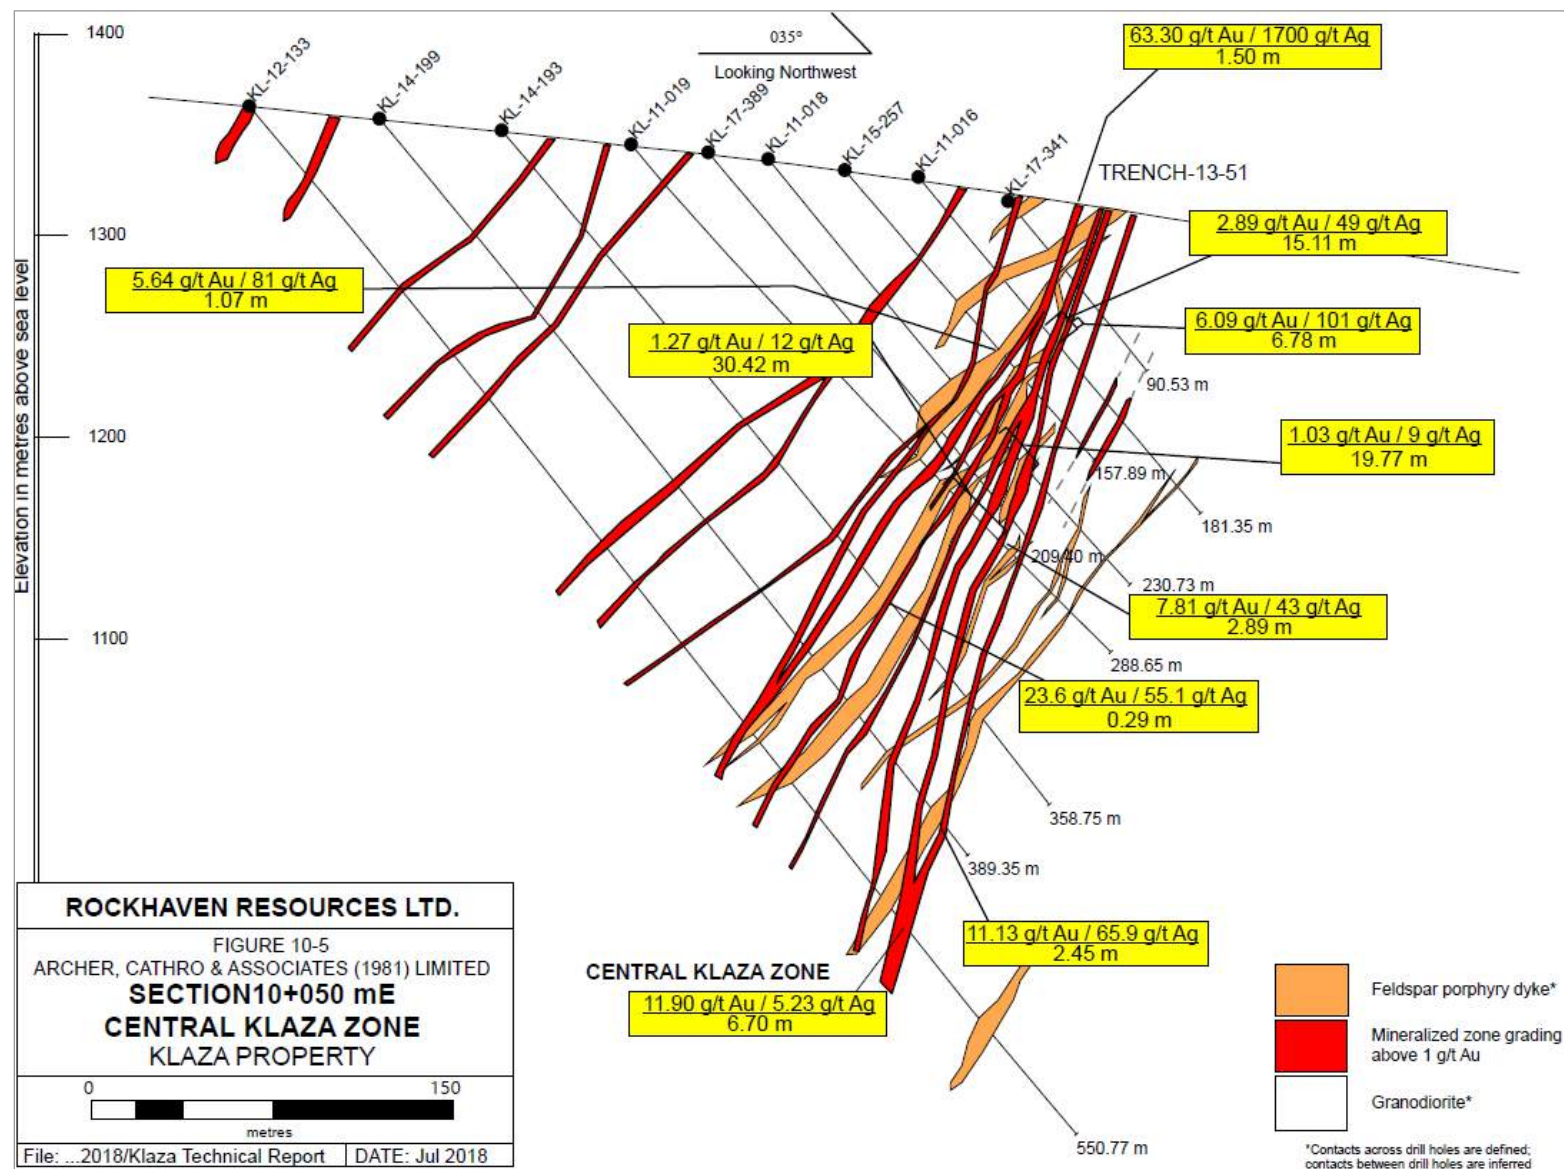 1400
1300
1200
1100
Elevation in metres above sea level
035°
Looking Northwest
KL-12-133
KL-14-199
KL-14-193
KL-11-019
KL-17-389
KL-11-018
KL-15-257
KL-11-016
KL-17-341
TRENCH-13-51
63.30 g/t Au / 1700 g/t Ag
1.50 m
2.89 g/t Au / 49 g/t Ag
15.11 m
5.64 g/t Au / 81 g/t Ag
1.07 m
6.09 g/t Au / 101 g/t Ag
6.78 m
1.27 g/t Au / 12 g/t Ag
30.42 m
90.53 m
1.03 g/t Au / 9 g/t Ag
19.77 m
157.89 m
181.35 m
209.40 m
230.73 m
7.81 g/t Au / 43 g/t Ag
2.89 m
288.65 m
23.6 g/t Au / 55.1 g/t Ag
0.29 m
358.75 m
389.35 m
11.13 g/t Au / 65.9 g/t Ag
2.45 m
CENTRAL KLAZA ZONE
11.90 g/t Au / 5.23 g/t Ag
6.70 m
550.77 m
ROCKHAVEN RESOURCES LTD.
FIGURE 10-5
ARCHER, CATHRO & ASSOCIATES (1981) LIMITED
SECTION10+050 mE
CENTRAL KLAZA ZONE
KLAZA PROPERTY
0 150
metres
File: ...2018/Klaza Technical Report DATE: Jul 2018
Feldspar porphyry dyke*
Mineralized zone grading
above 1 g/t Au
Granodiorite*
*Contacts across drill holes are defined;
contacts between drill holes are inferred